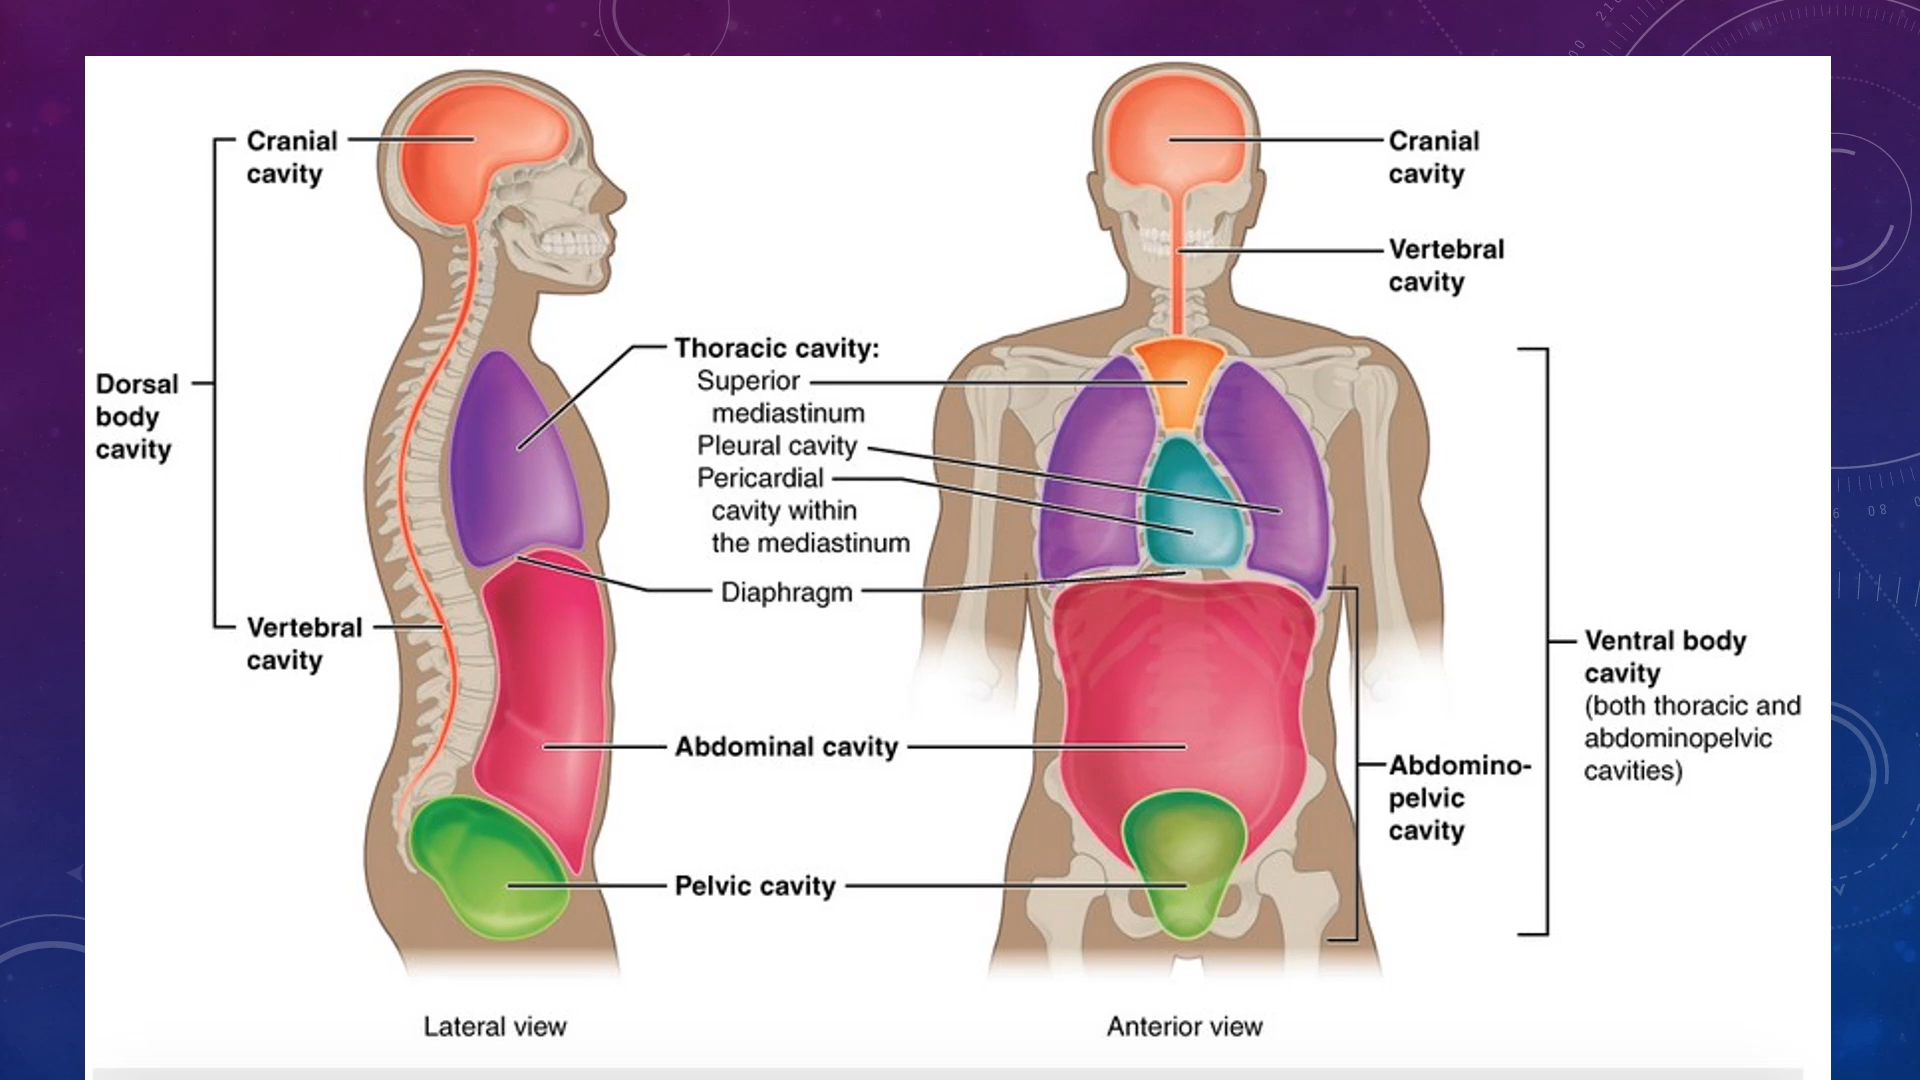 Cranial
cavity
Dorsal
body
cavity
Vertebral
cavity
Thoracic cavity:
Superior
mediastinum
Pleural cavity
Pericardial
cavity within
the mediastinum
Diaphragm
Abdominal cavity
Pelvic cavity
Cranial
cavity
Vertebral
cavity
Abdomino-
pelvic
cavity
Ventral body
cavity
(both thoracic and
abdominopelvic
cavities)
Lateral view
Anterior view